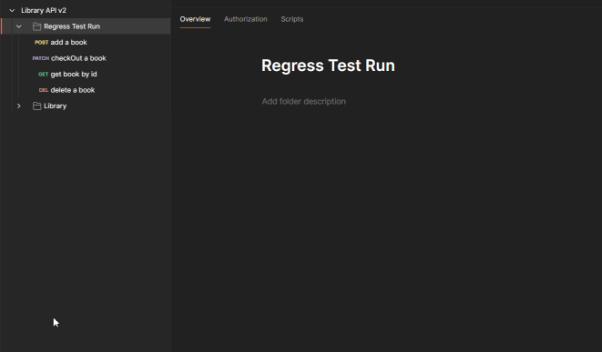 Library API v2
Regress Test Run
POST add a book
PATCH checkOut a book
GET get book by id
DEL delete a book
Library
Overview Authorization Scripts
Regress Test Run
Add folder description